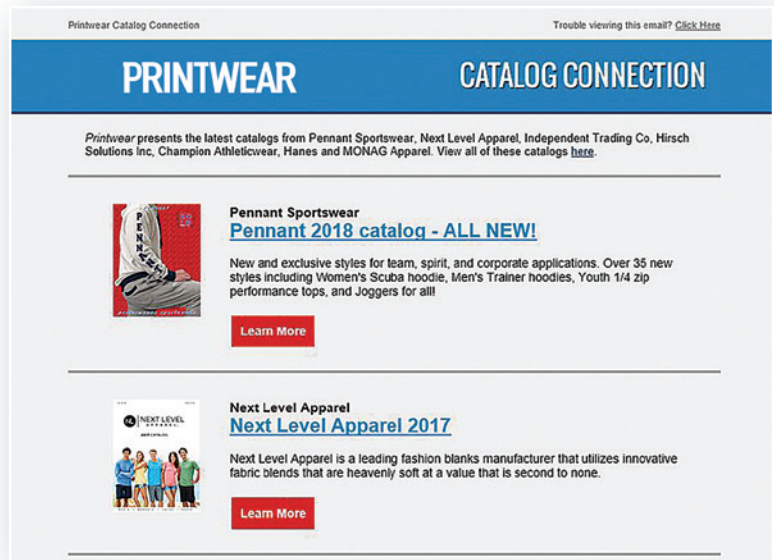 Printwear Catalog Connection
Trouble viewing this email? Click Here
PRINTWEAR
CATALOG CONNECTION
Printwear presents the latest catalogs from Pennant Sportswear, Next Level Apparel, Independent Trading Co, Hirsch
Solutions Inc, Champion Athleticwear, Hanes and MONAG Apparel. View all of these catalogs here.
PENNANT
Pennant Sportswear
Pennant 2018 catalog - ALL NEW!
New and exclusive styles for team, spirit, and corporate applications. Over 35 new
styles including Women's Scuba hoodie, Men's Trainer hoodies, Youth 1/4 zip
performance tops, and Joggers for all!
Learn More
NL NEXT LEVEL
APPAREL
Next Level Apparel
Next Level Apparel 2017
Next Level Apparel is a leading fashion blanks manufacturer that utilizes innovative
fabric blends that are heavenly soft at a value that is second to none.
Learn More